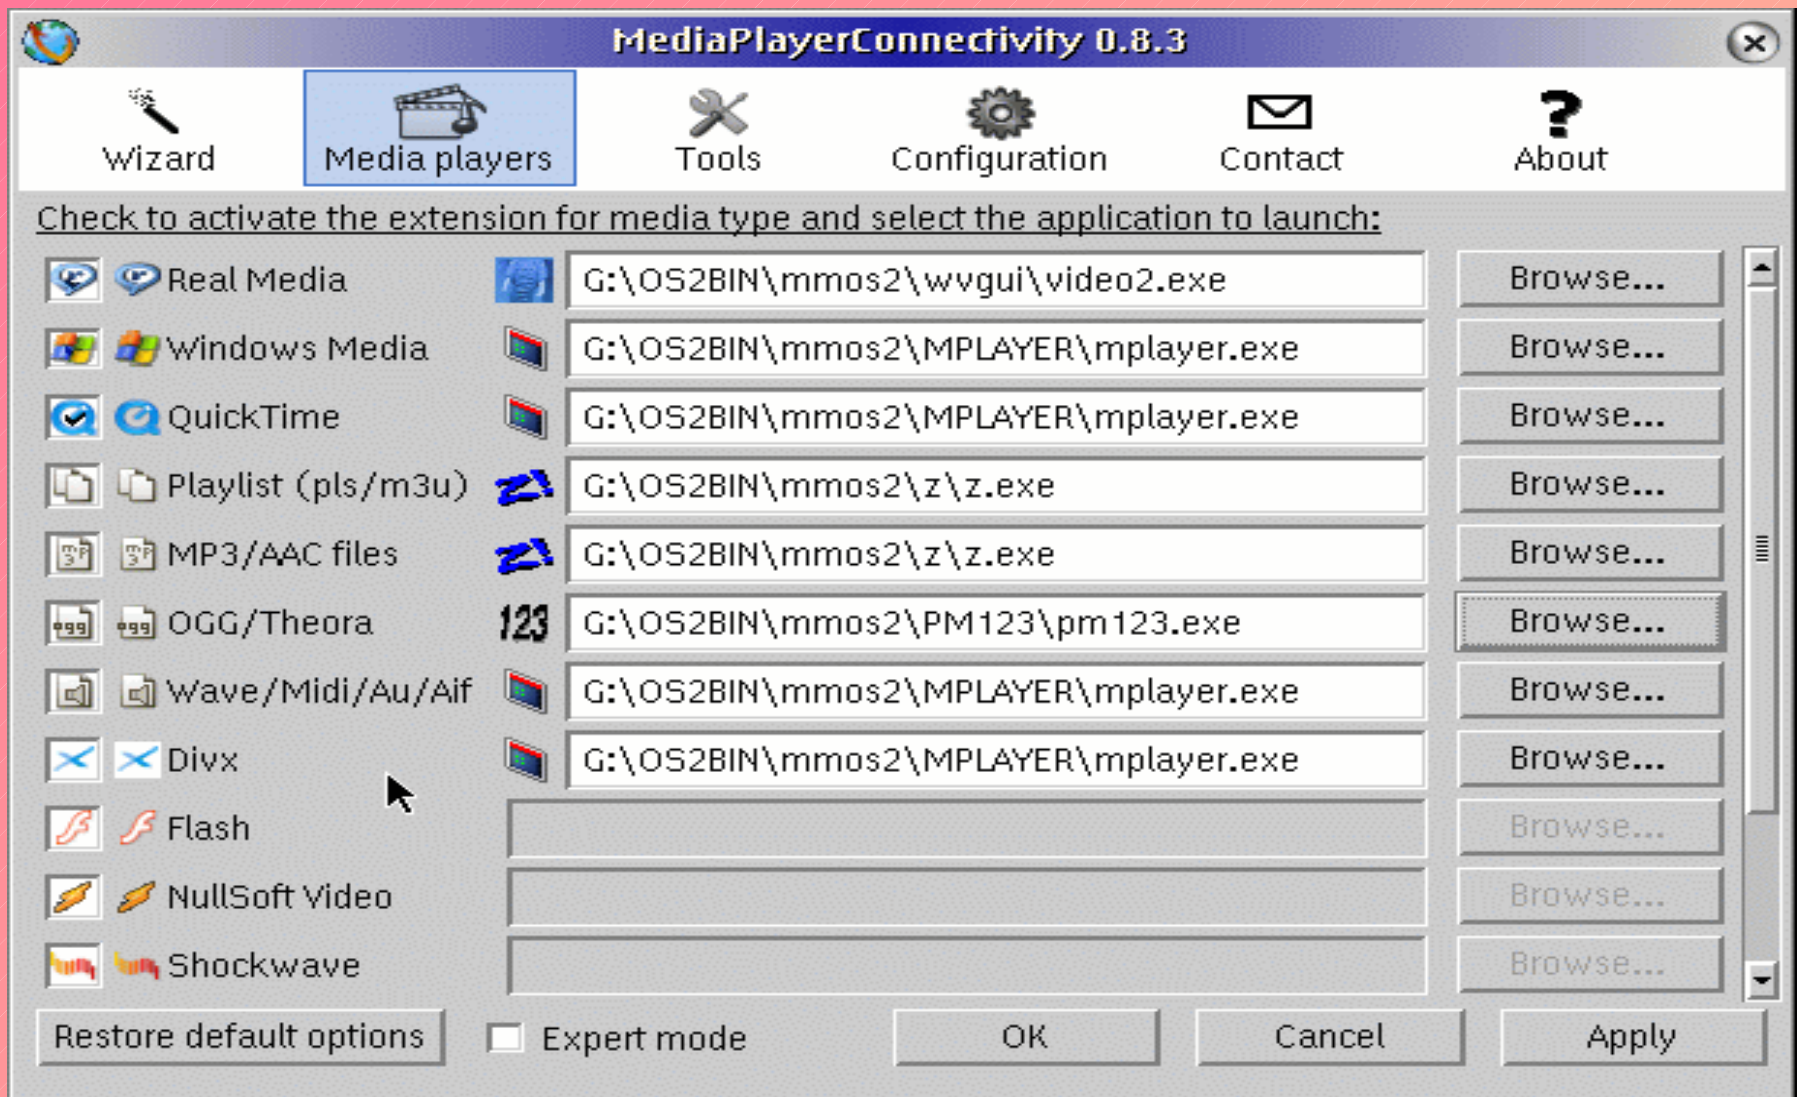 MediaPlayerConnectivity 0.8.3
Wizard
Media players
Tools
Configuration
Contact
About
Check to activate the extension for media type and select the application to launch:
Real Media G:\OS2BIN\mmos2\wvgui\video2.exe Browse...
Windows Media G:\OS2BIN\mmos2\MPLAYER\mplayer.exe Browse...
QuickTime G:\OS2BIN\mmos2\MPLAYER\mplayer.exe Browse...
Playlist (pls/m3u) G:\OS2BIN\mmos2\z\z.exe Browse...
MP3/AAC files G:\OS2BIN\mmos2\z\z.exe Browse...
OGG/Theora 123 G:\OS2BIN\mmos2\PM123\pm123.exe Browse...
Wave/Midi/Au/Aif G:\OS2BIN\mmos2\MPLAYER\mplayer.exe Browse...
Divx G:\OS2BIN\mmos2\MPLAYER\mplayer.exe Browse...
Flash Browse...
NullSoft Video Browse...
Shockwave Browse...
Restore default options Expert mode OK Cancel Apply